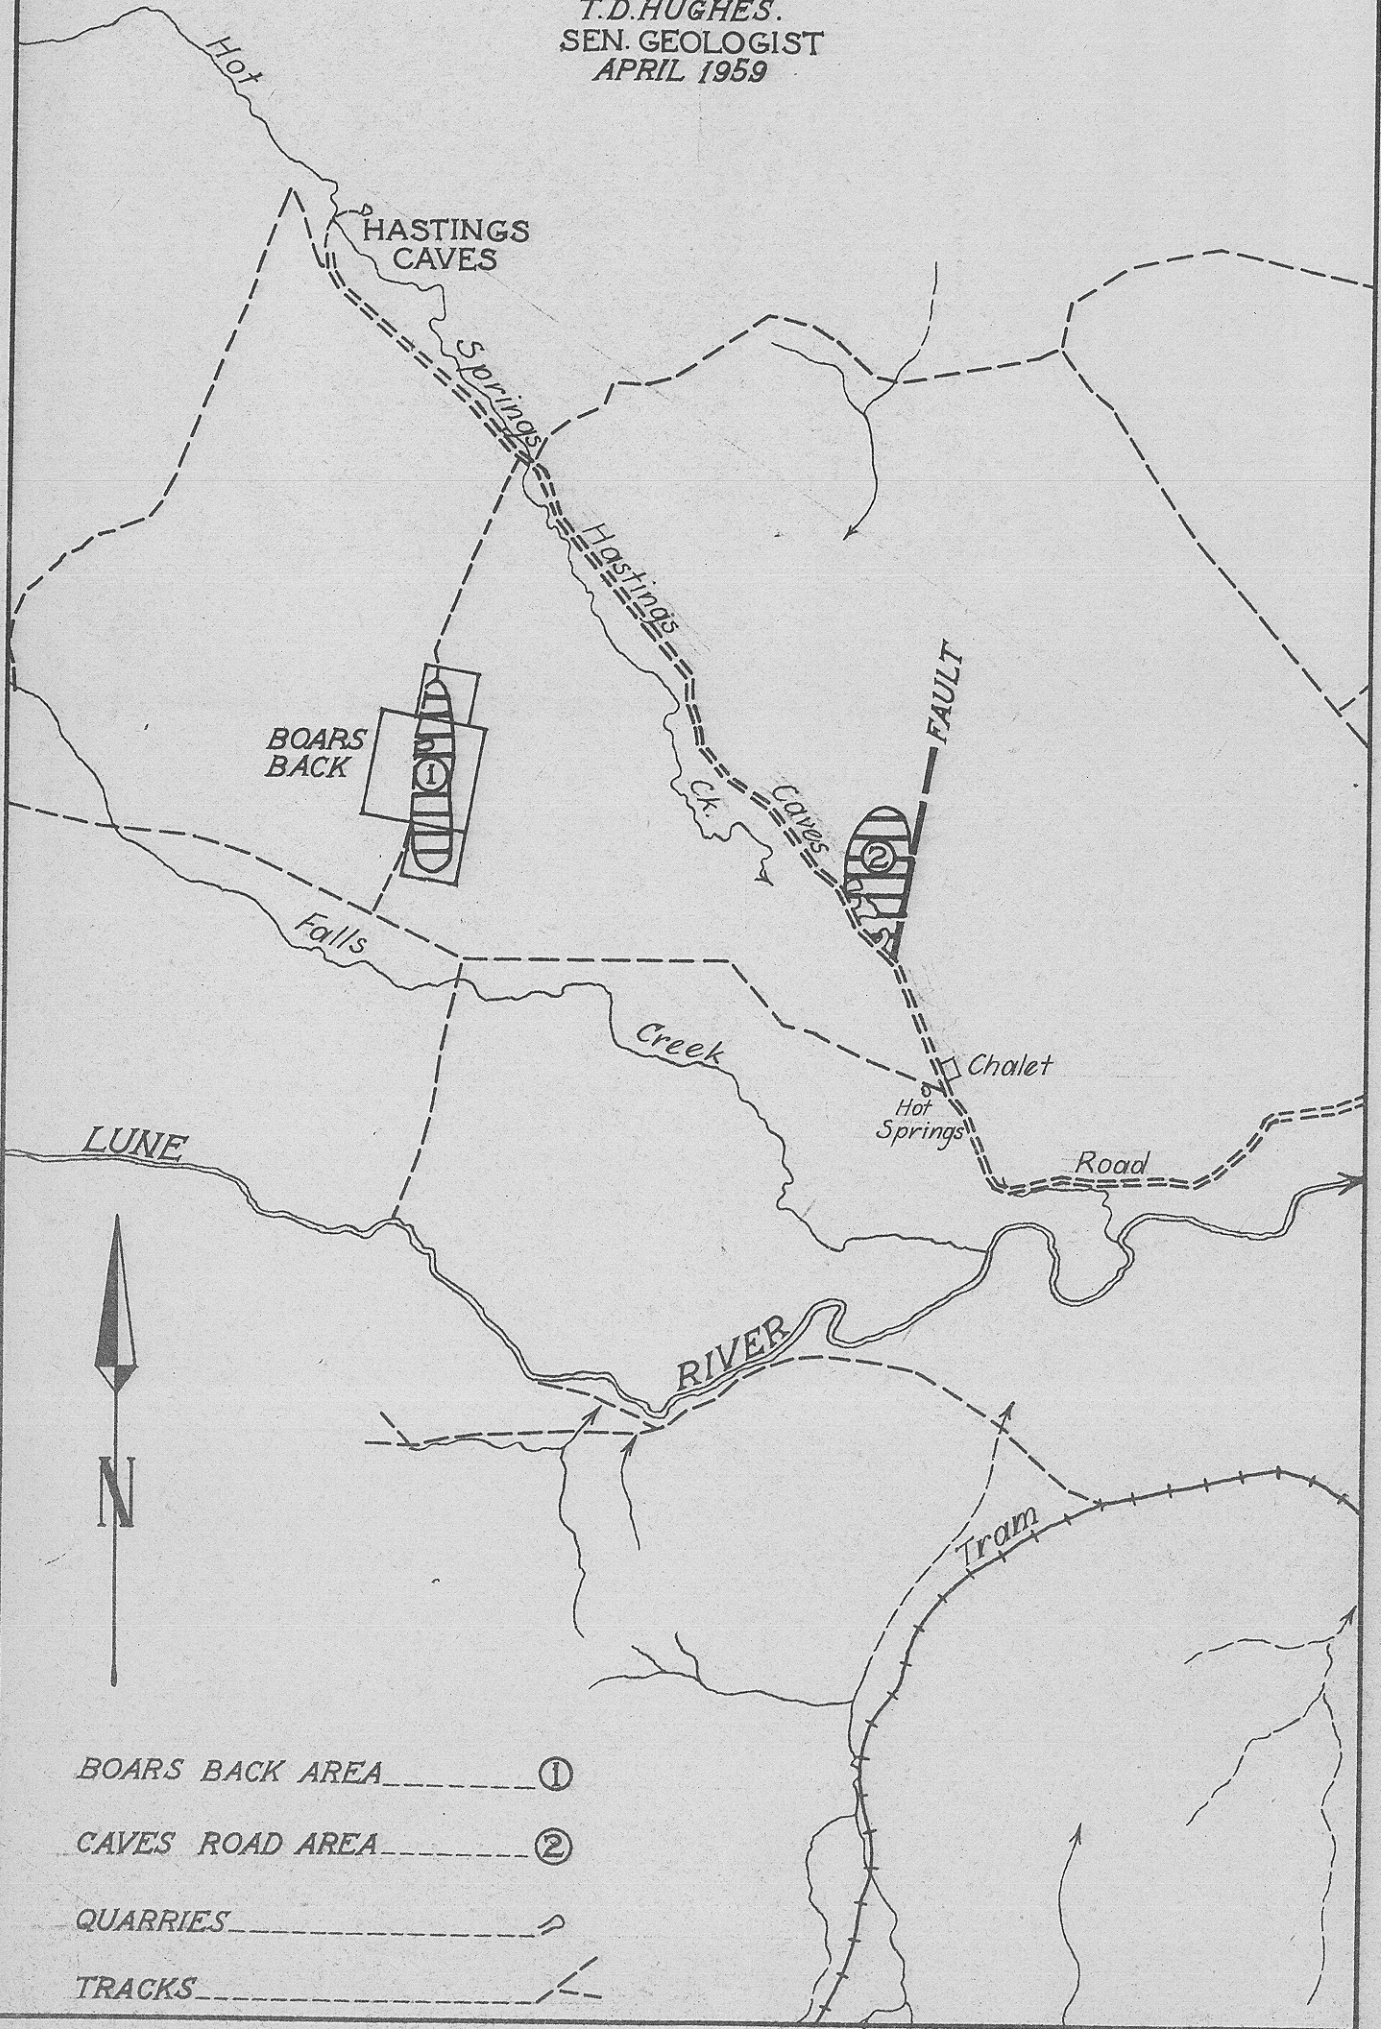 T.D.HUGHES.
SEN. GEOLOGIST
APRIL 1959
Hot
HASTINGS
CAVES
Springs
Hastings
FAULT
BOARS
BACK
1
Ck.
Caves
2
Falls
Creek
Chalet
Hot
Springs
LUNE
Road
RIVER
N
Tram
BOARS BACK AREA 1
CAVES ROAD AREA 2
QUARRIES
TRACKS